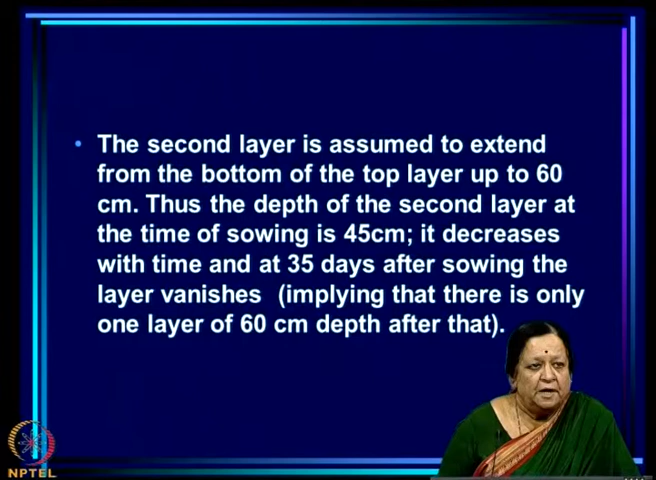 • The second layer is assumed to extend
from the bottom of the top layer up to 60
cm. Thus the depth of the second layer at
the time of sowing is 45cm; it decreases
with time and at 35 days after sowing the
layer vanishes (implying that there is only
one layer of 60 cm depth after that).
NPTEL